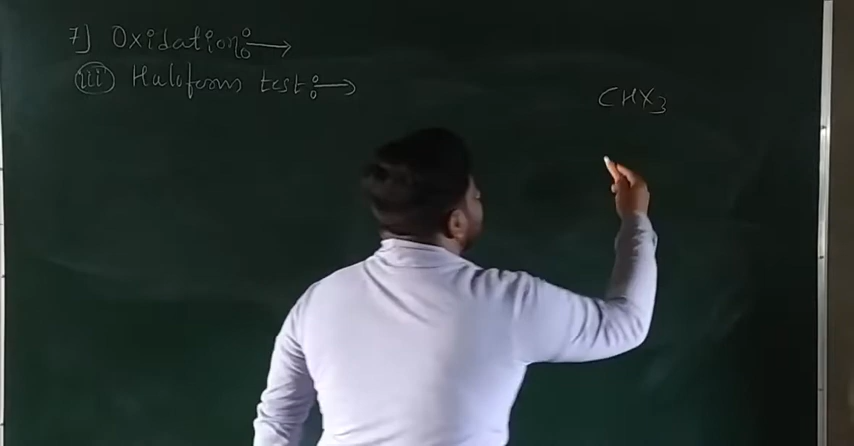 7] Oxidation:→
(iii) Haloform test:→
CHX3